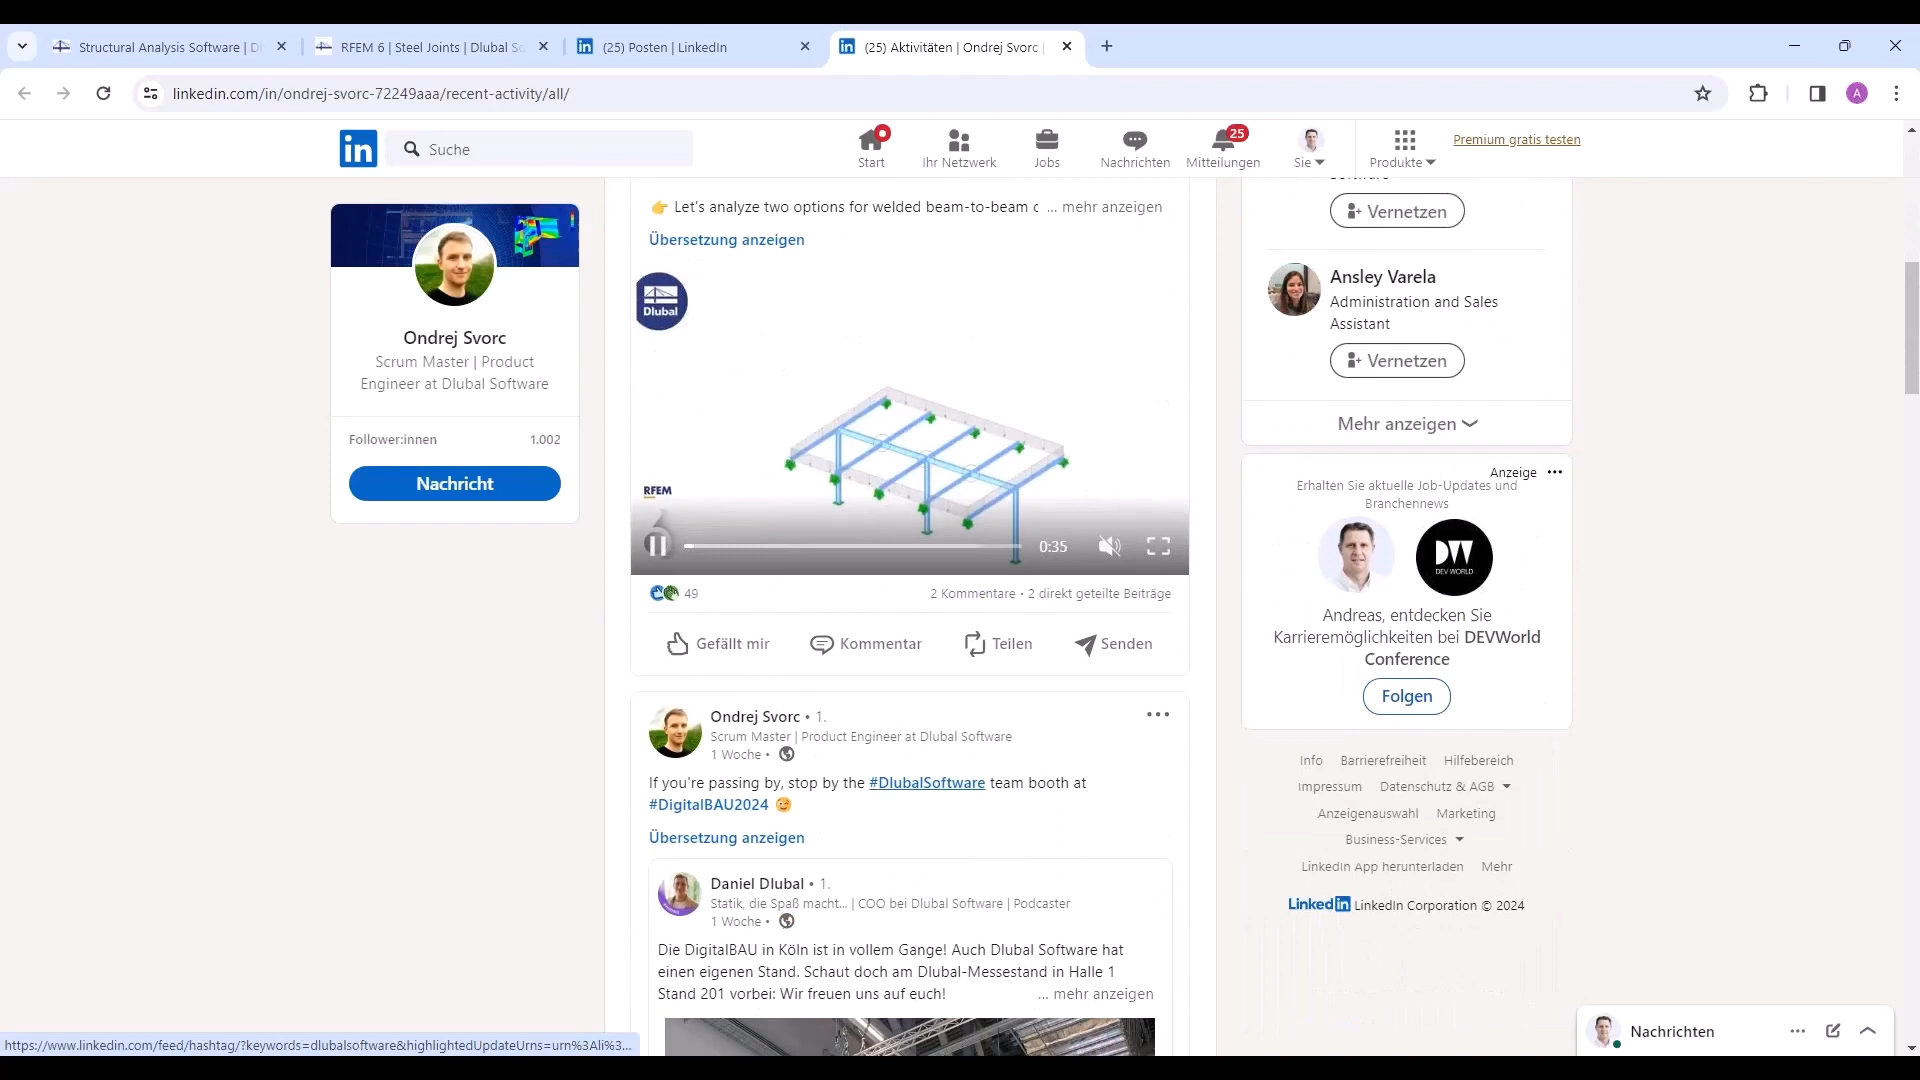 Structural Analysis Software | Dl
RFEM 6 | Steel Joints | Dlubal So
(25) Posten | LinkedIn
(25) Aktivitäten | Ondrej Svorc |
linkedin.com/in/ondrej-svorc-72249aaa/recent-activity/all/
A
in
Suche
Start
Ihr Netzwerk
Jobs
Nachrichten
25
Mitteilungen
Sie
Produkte
Premium gratis testen
Ondrej Svorc
Scrum Master | Product
Engineer at Dlubal Software
Follower:innen 1.002
Nachricht
👉 Let's analyze two options for welded beam-to-beam c ... mehr anzeigen
Übersetzung anzeigen
Dlubal
RFEM
0:35
49
2 Kommentare • 2 direkt geteilte Beiträge
Gefällt mir
Kommentar
Teilen
Senden
Ondrej Svorc • 1.
Scrum Master | Product Engineer at Dlubal Software
1 Woche •
If you're passing by, stop by the #DlubalSoftware team booth at
#DigitalBAU2024 😉
Übersetzung anzeigen
Daniel Dlubal • 1.
Statik, die Spaß macht... | COO bei Dlubal Software | Podcaster
1 Woche •
Die DigitalBAU in Köln ist in vollem Gange! Auch Dlubal Software hat
einen eigenen Stand. Schaut doch am Dlubal-Messestand in Halle 1
Stand 201 vorbei: Wir freuen uns auf euch! ... mehr anzeigen
Software
Vernetzen
Ansley Varela
Administration and Sales
Assistant
Vernetzen
Mehr anzeigen
Anzeige
Erhalten Sie aktuelle Job-Updates und
Branchennews
DEV WORLD
Andreas, entdecken Sie
Karrieremöglichkeiten bei DEVWorld
Conference
Folgen
Info Barrierefreiheit Hilfebereich
Impressum Datenschutz & AGB
Anzeigenauswahl Marketing
Business-Services
LinkedIn App herunterladen Mehr
LinkedIn LinkedIn Corporation © 2024
Nachrichten
https://www.linkedin.com/feed/hashtag/?keywords=dlubalsoftware&highlightedUpdateUrns=urn%3Ali%3...